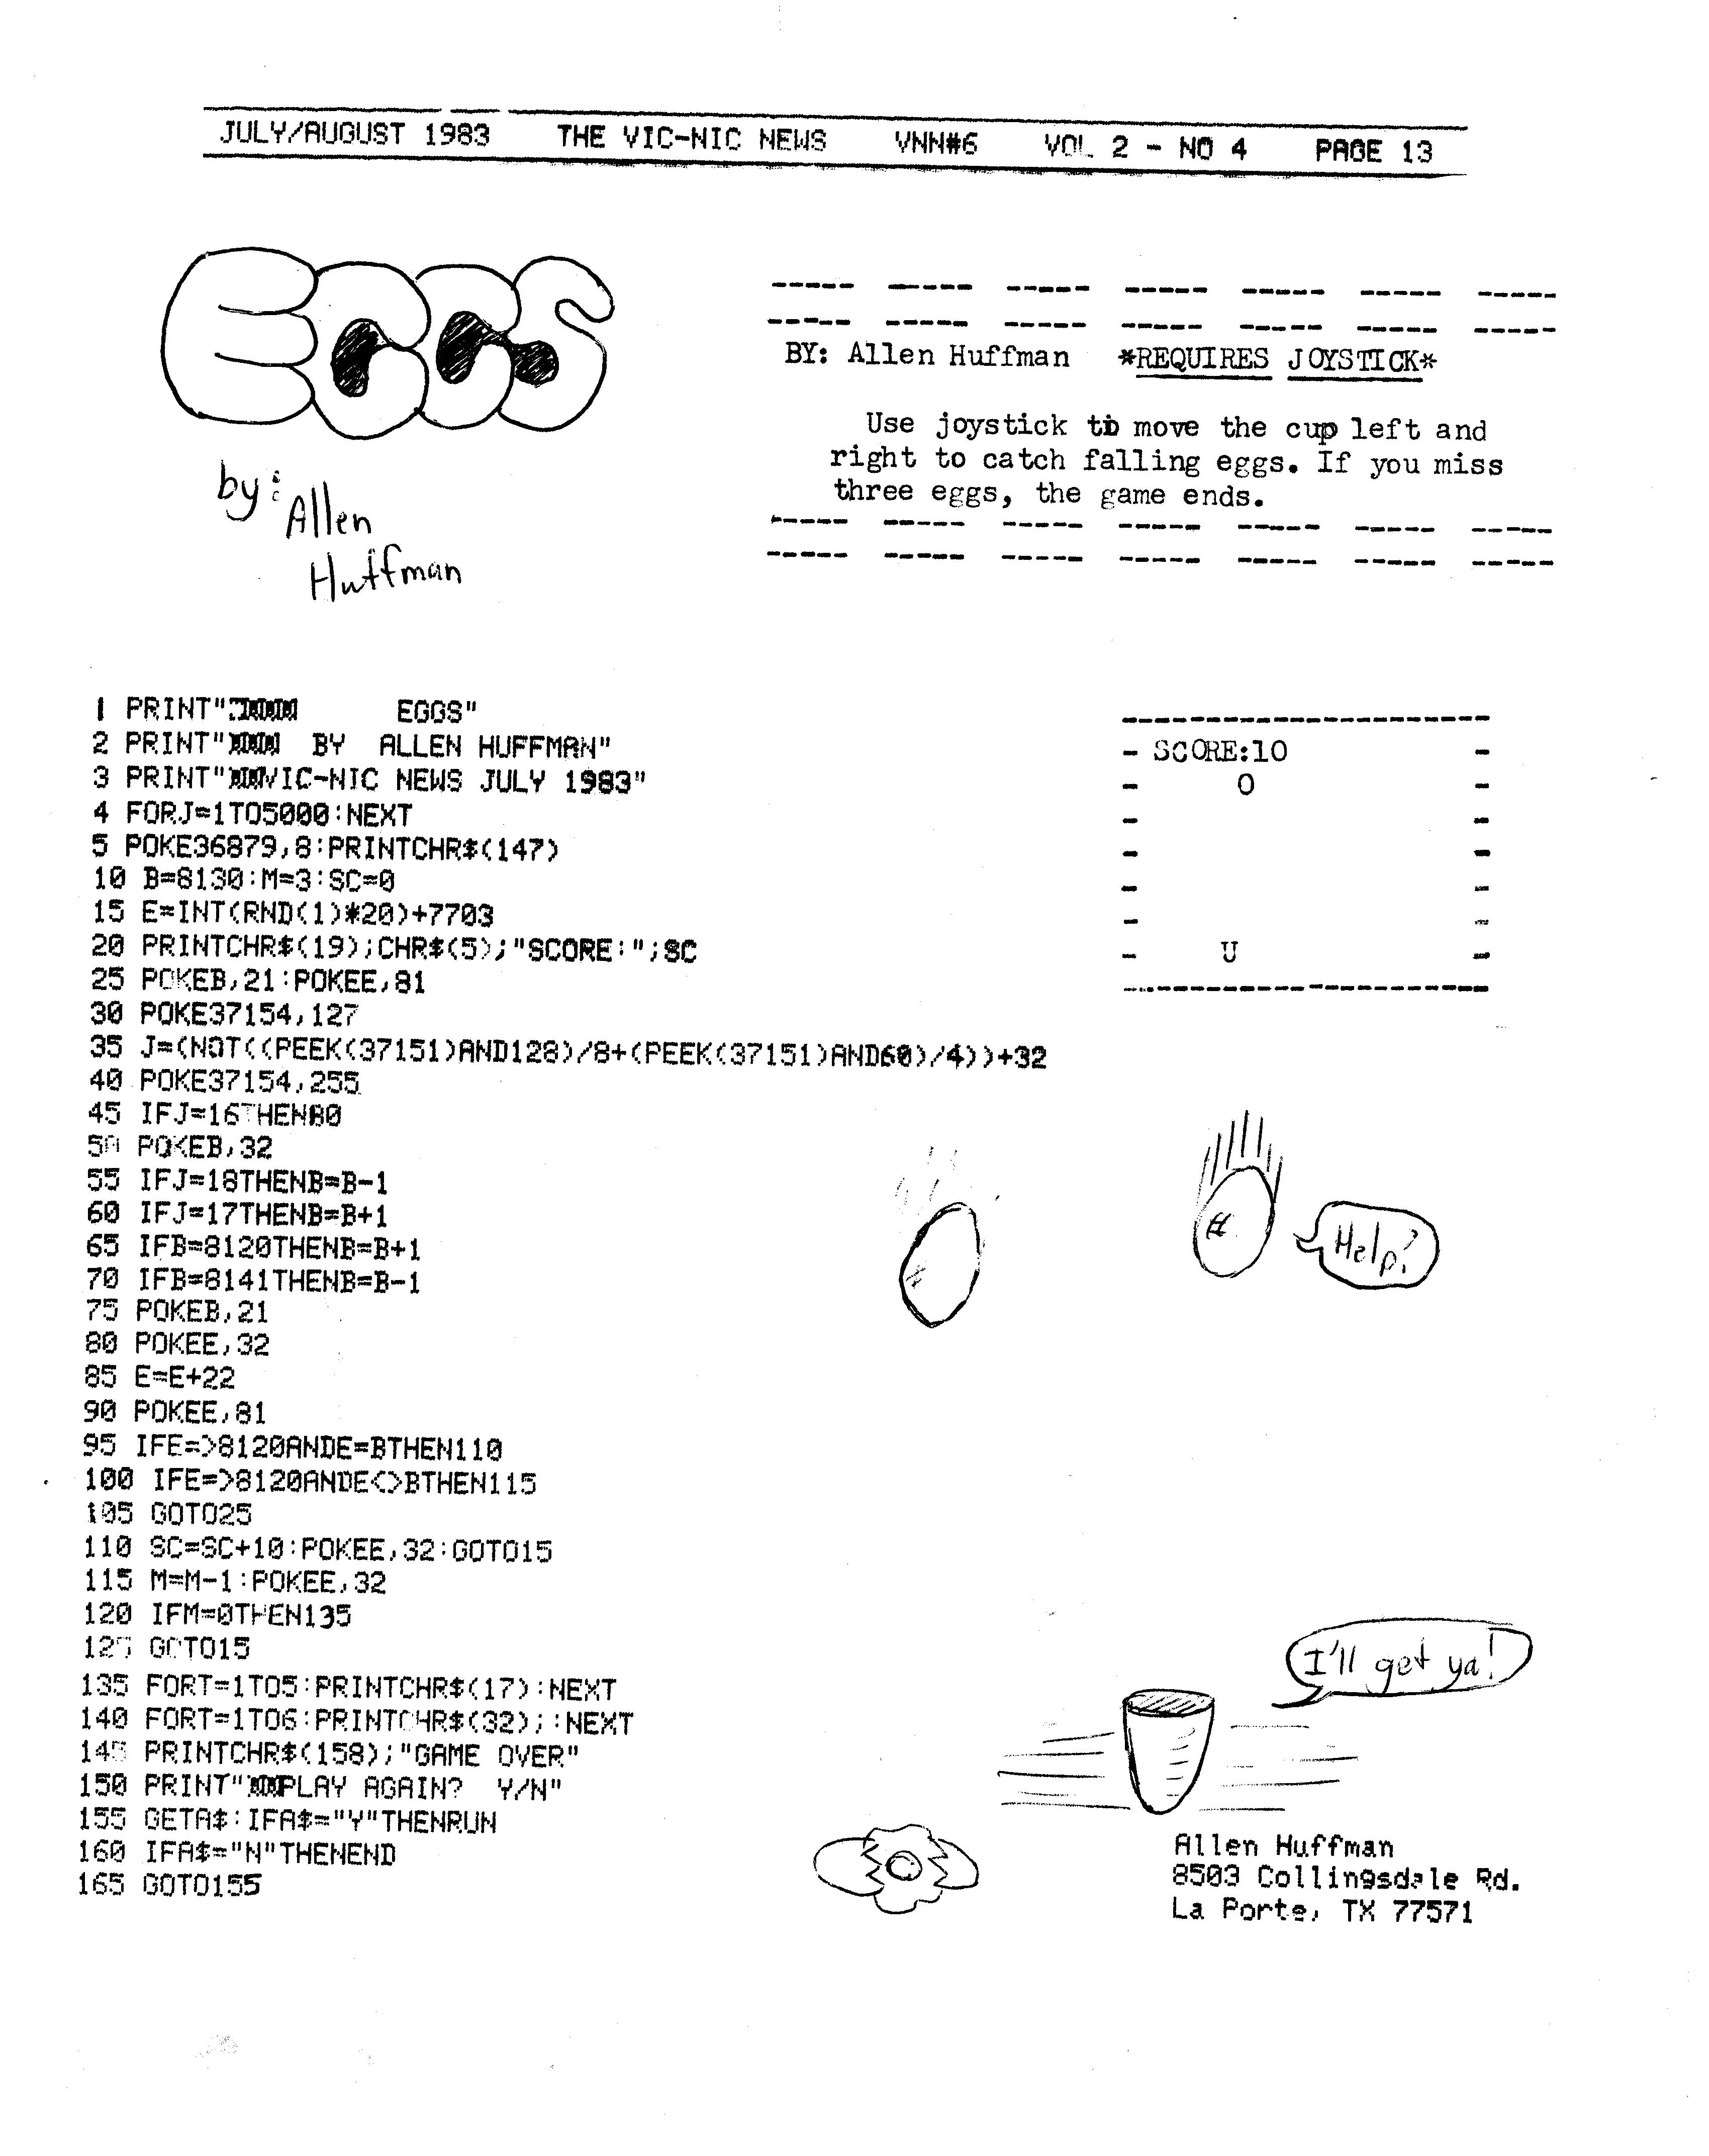 JULY/AUGUST 1983 THE VIC-NIC NEWS VNN#6 VOL 2 - NO 4 PAGE 13
EGGS
by: Allen
Huffman
BY: Allen Huffman *REQUIRES JOYSTICK*
Use joystick to move the cup left and
right to catch falling eggs. If you miss
three eggs, the game ends.
1 PRINT" EGGS"
2 PRINT" BY ALLEN HUFFMAN"
3 PRINT"VIC-NIC NEWS JULY 1983"
4 FORJ=1TO5000:NEXT
5 POKE36879,8:PRINTCHR$(147)
10 B=8130:M=3:SC=0
15 E=INT(RND(1)*20)+7703
20 PRINTCHR$(19);CHR$(5);"SCORE:";SC
25 POKEB,21:POKEE,81
30 POKE37154,127
35 J=(NOT((PEEK(37151)AND128)/8+(PEEK(37151)AND60)/4))+32
40 POKE37154,255
45 IFJ=16THEN80
50 POKEB,32
55 IFJ=18THENB=B-1
60 IFJ=17THENB=B+1
65 IFB=8120THENB=B+1
70 IFB=8141THENB=B-1
75 POKEB,21
80 POKEE,32
85 E=E+22
90 POKEE,81
95 IFE=>8120ANDE=BTHEN110
100 IFE=>8120ANDE<>BTHEN115
105 GOTO25
110 SC=SC+10:POKEE,32:GOTO15
115 M=M-1:POKEE,32
120 IFM=0THEN135
125 GOTO15
135 FORT=1TO5:PRINTCHR$(17):NEXT
140 FORT=1TO6:PRINTCHR$(32);:NEXT
145 PRINTCHR$(158);"GAME OVER"
150 PRINT"PLAY AGAIN? Y/N"
155 GETA$:IFA$="Y"THENRUN
160 IFA$="N"THENEND
165 GOTO155
SCORE:10
O
U
Help!
I'll get ya!
Allen Huffman
8503 Collingsdale Rd.
La Porte, TX 77571